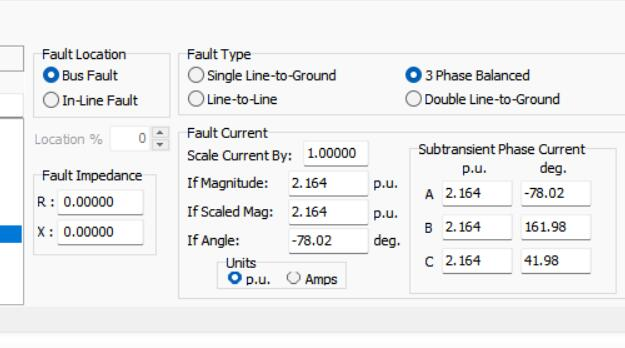 Fault Location
Bus Fault
In-Line Fault
Location % 0
Fault Impedance
R : 0.00000
X : 0.00000
Fault Type
Single Line-to-Ground
3 Phase Balanced
Line-to-Line
Double Line-to-Ground
Fault Current
Scale Current By: 1.00000
If Magnitude: 2.164 p.u.
If Scaled Mag: 2.164 p.u.
If Angle: -78.02 deg.
Units
p.u. Amps
Subtransient Phase Current
p.u. deg.
A 2.164 -78.02
B 2.164 161.98
C 2.164 41.98